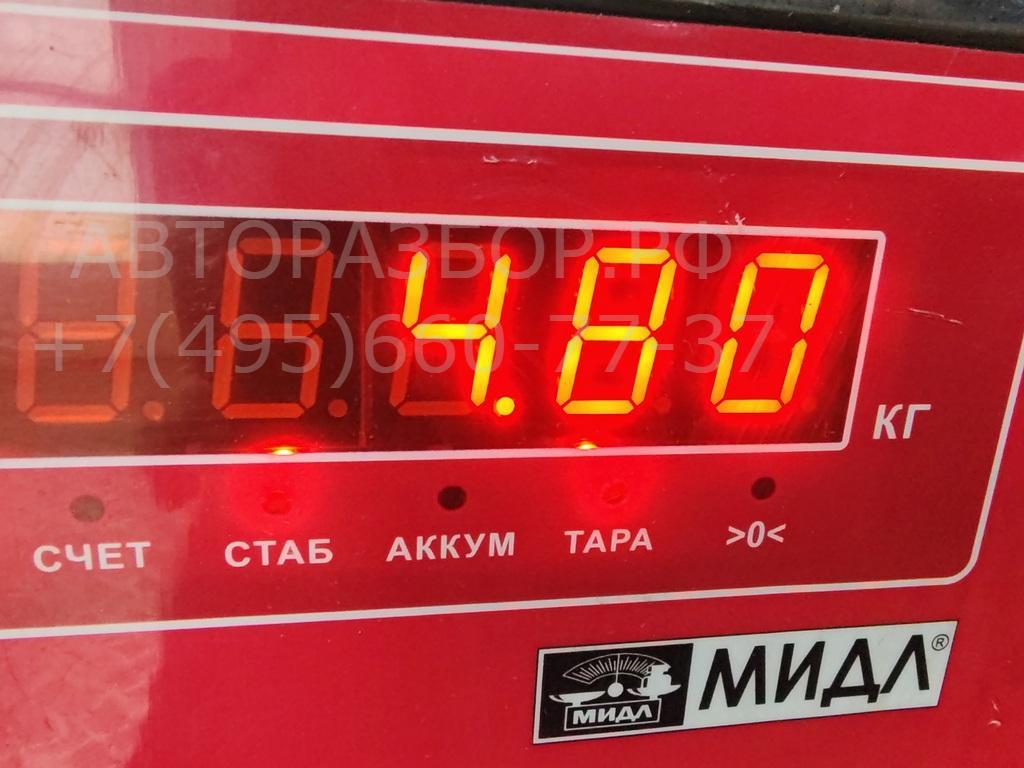 АВТОРАЗБОР.РФ
+7(495)660-77-37
4.80
КГ
СЧЕТ СТАБ АККУМ ТАРА >0<
МИДЛ МИДЛ®